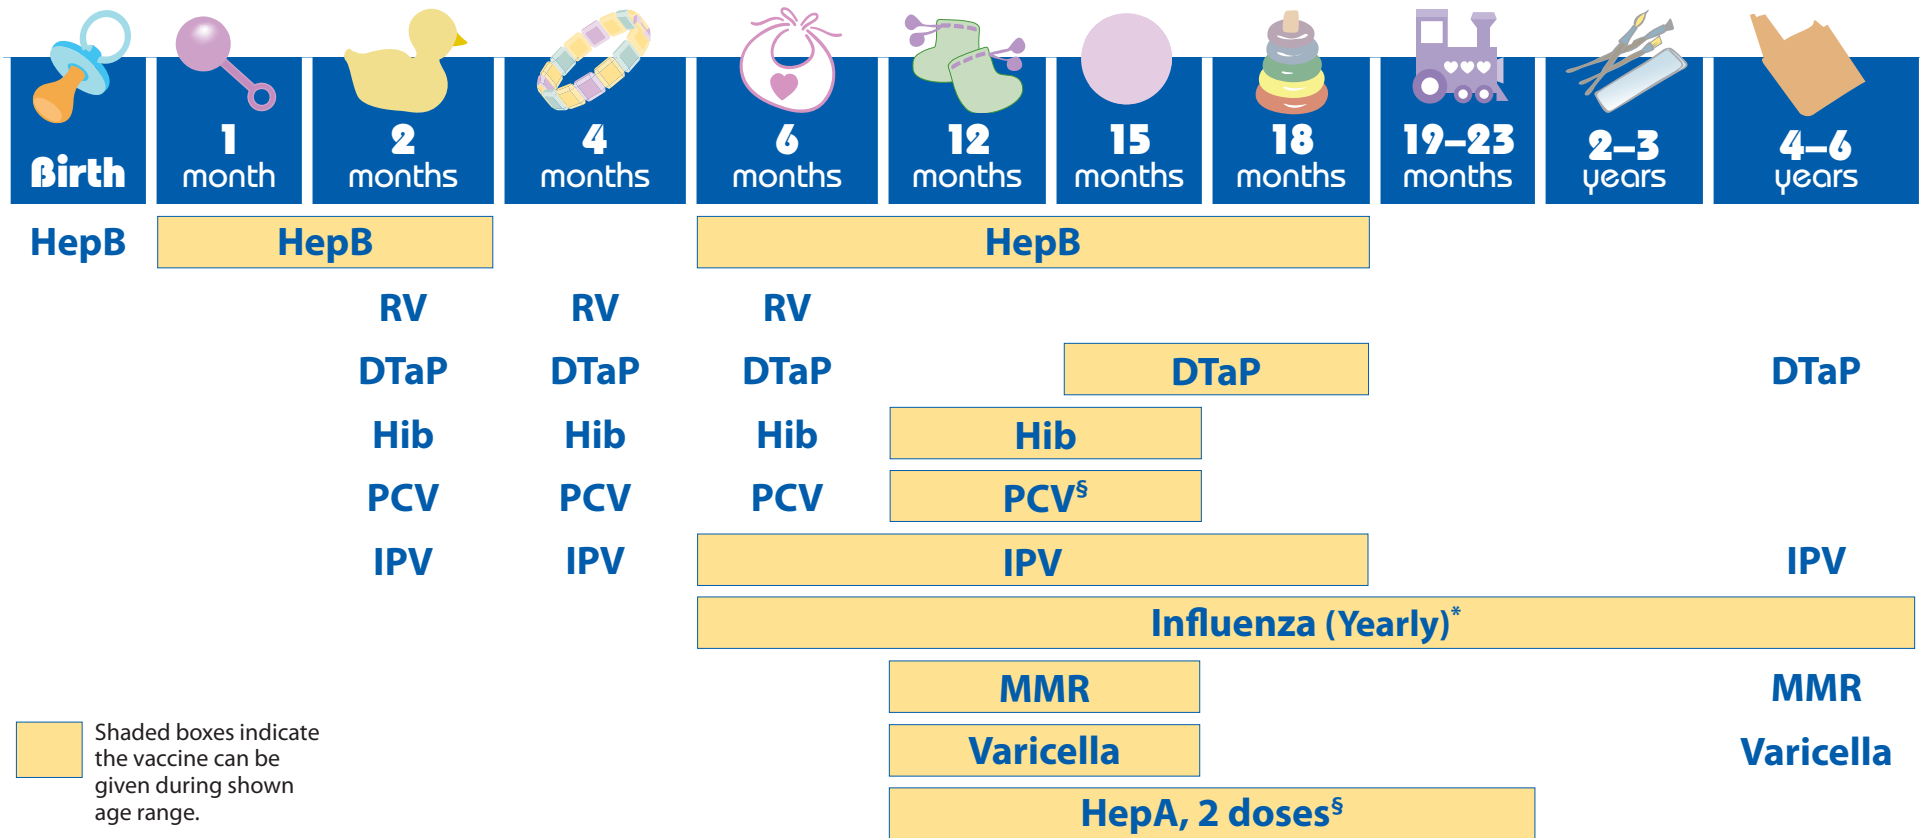 Birth
1
month
2
months
4
months
6
months
12
months
15
months
18
months
19–23
months
2–3
years
4–6
years
HepB HepB HepB
RV RV RV
DTaP DTaP DTaP DTaP DTaP
Hib Hib Hib Hib
PCV PCV PCV PCV§
IPV IPV IPV IPV
Influenza (Yearly)*
MMR MMR
Varicella Varicella
HepA, 2 doses§
Shaded boxes indicate
the vaccine can be
given during shown
age range.